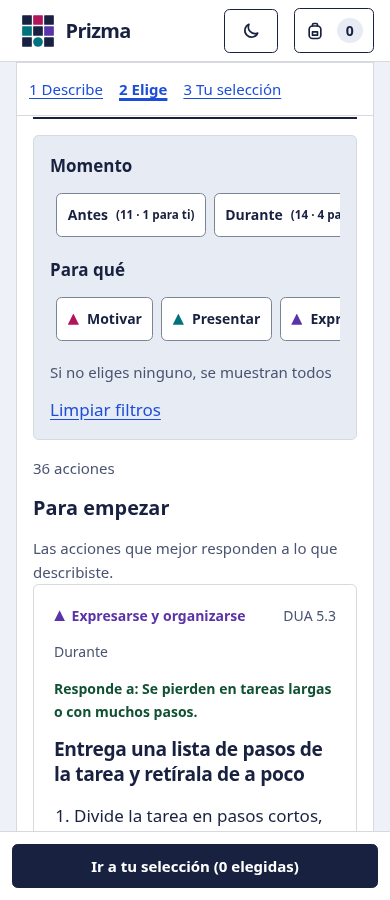 Prizma
0
1 Describe 2 Elige 3 Tu selección
Momento
Antes (11 · 1 para ti) Durante (14 · 4 pa
Para qué
Motivar Presentar Expr
Si no eliges ninguno, se muestran todos
Limpiar filtros
36 acciones
Para empezar
Las acciones que mejor responden a lo que
describiste.
Expresarse y organizarse DUA 5.3
Durante
Responde a: Se pierden en tareas largas
o con muchos pasos.
Entrega una lista de pasos de
la tarea y retírala de a poco
1. Divide la tarea en pasos cortos,
Ir a tu selección (0 elegidas)